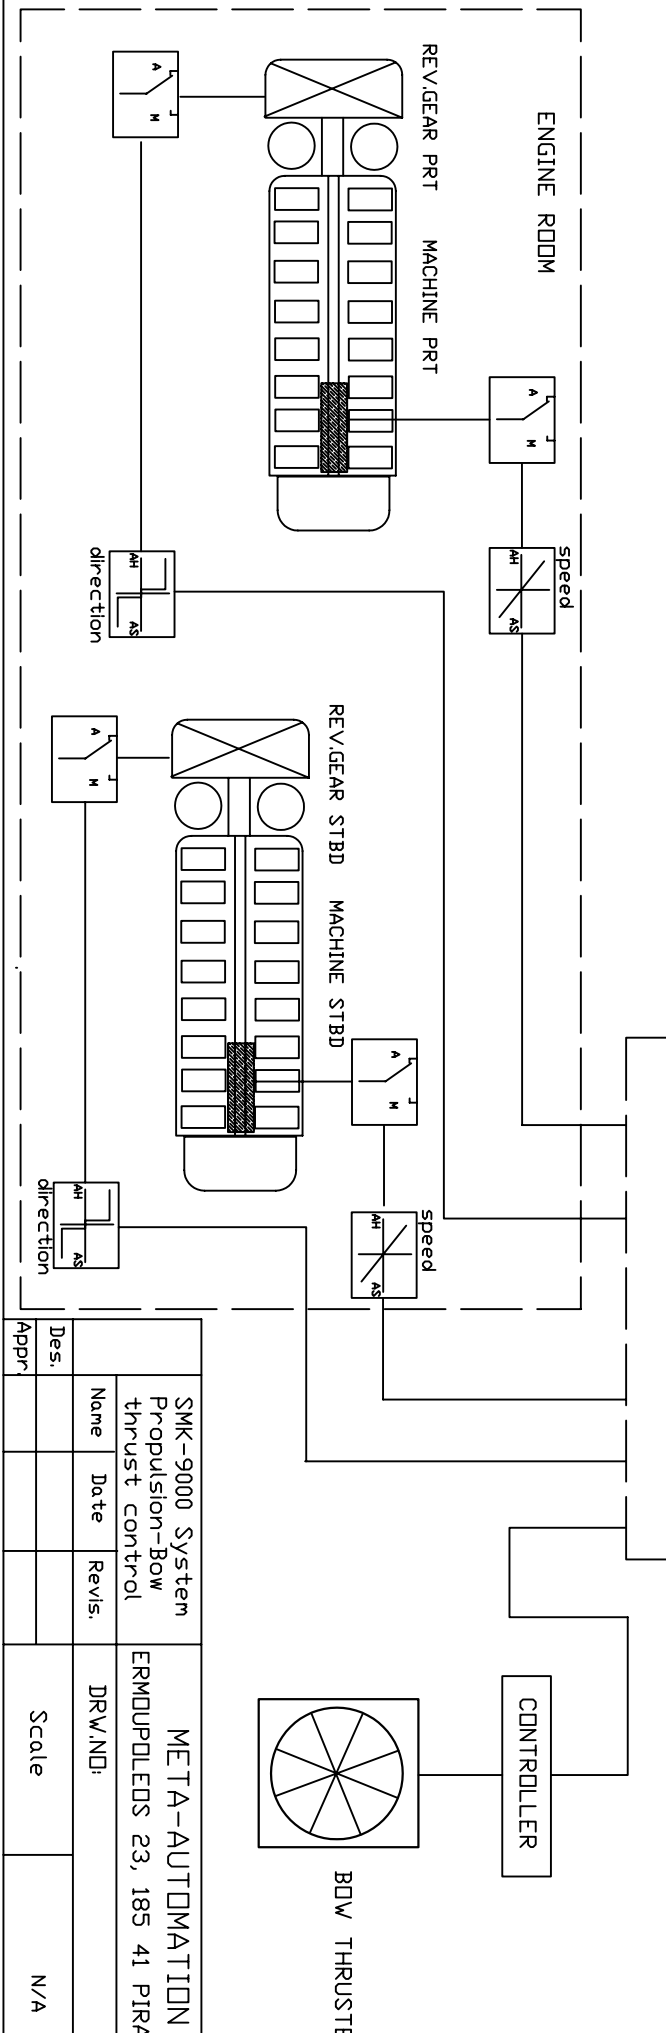 ENGINE ROOM
REV.GEAR PRT
MACHINE PRT
A
M
A
M
speed
AH
AS
AH
AS
direction
REV.GEAR STBD
MACHINE STBD
A
M
A
M
speed
AH
AS
AH
AS
direction
CONTROLLER
BOW THRUSTE
SMK-9000 System
Propulsion-Bow
thrust control
META-AUTOMATION
ERMOUPOLEOS 23, 185 41 PIRA
Name Date Revis. DRW.NO:
Des.
Appr.
Scale N/A